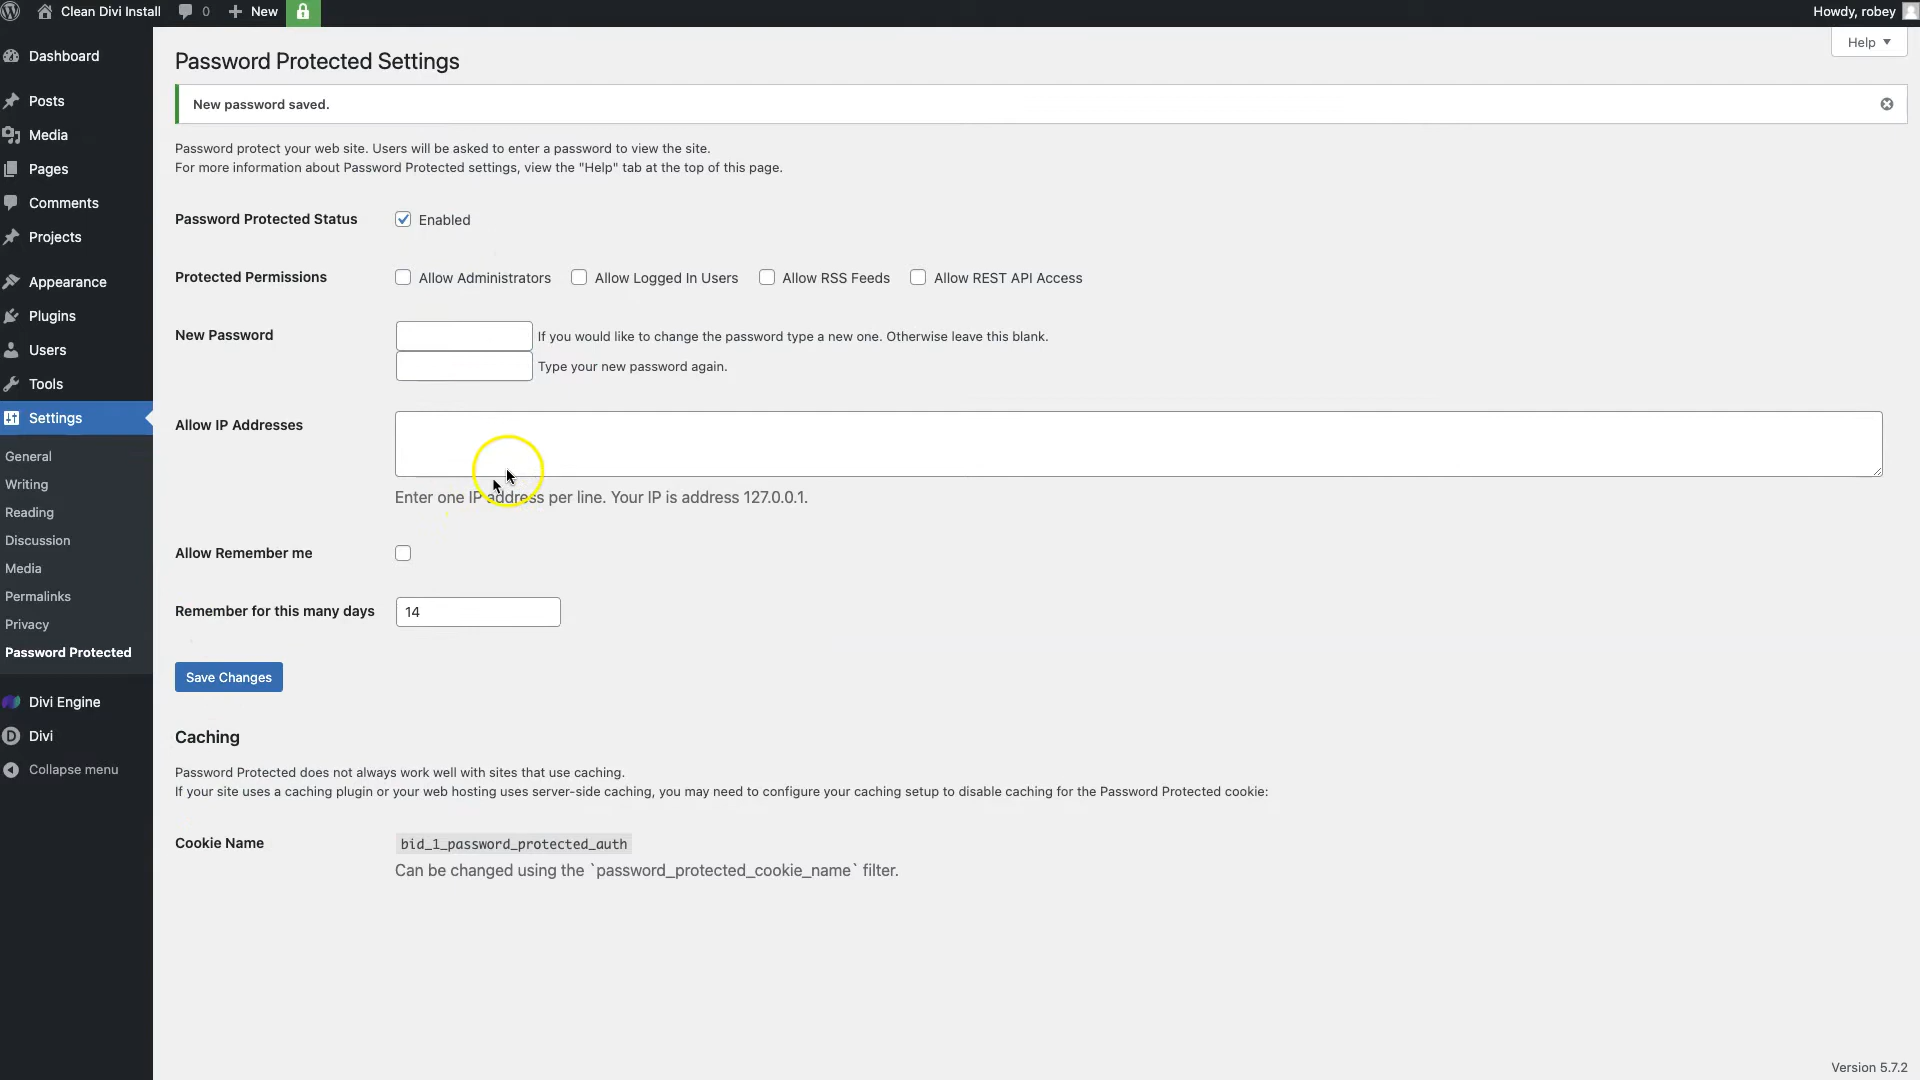 Clean Divi Install 0 New Howdy, robey
Help
Dashboard
Posts
Media
Pages
Comments
Projects
Appearance
Plugins
Users
Tools
Settings
General
Writing
Reading
Discussion
Media
Permalinks
Privacy
Password Protected
Divi Engine
Divi
Collapse menu
Password Protected Settings
New password saved.
Password protect your web site. Users will be asked to enter a password to view the site.
For more information about Password Protected settings, view the "Help" tab at the top of this page.
Password Protected Status Enabled
Protected Permissions Allow Administrators Allow Logged In Users Allow RSS Feeds Allow REST API Access
New Password If you would like to change the password type a new one. Otherwise leave this blank.
Type your new password again.
Allow IP Addresses
Enter one IP address per line. Your IP is address 127.0.0.1.
Allow Remember me
Remember for this many days 14
Save Changes
Caching
Password Protected does not always work well with sites that use caching.
If your site uses a caching plugin or your web hosting uses server-side caching, you may need to configure your caching setup to disable caching for the Password Protected cookie:
Cookie Name bid_1_password_protected_auth
Can be changed using the `password_protected_cookie_name` filter.
Version 5.7.2